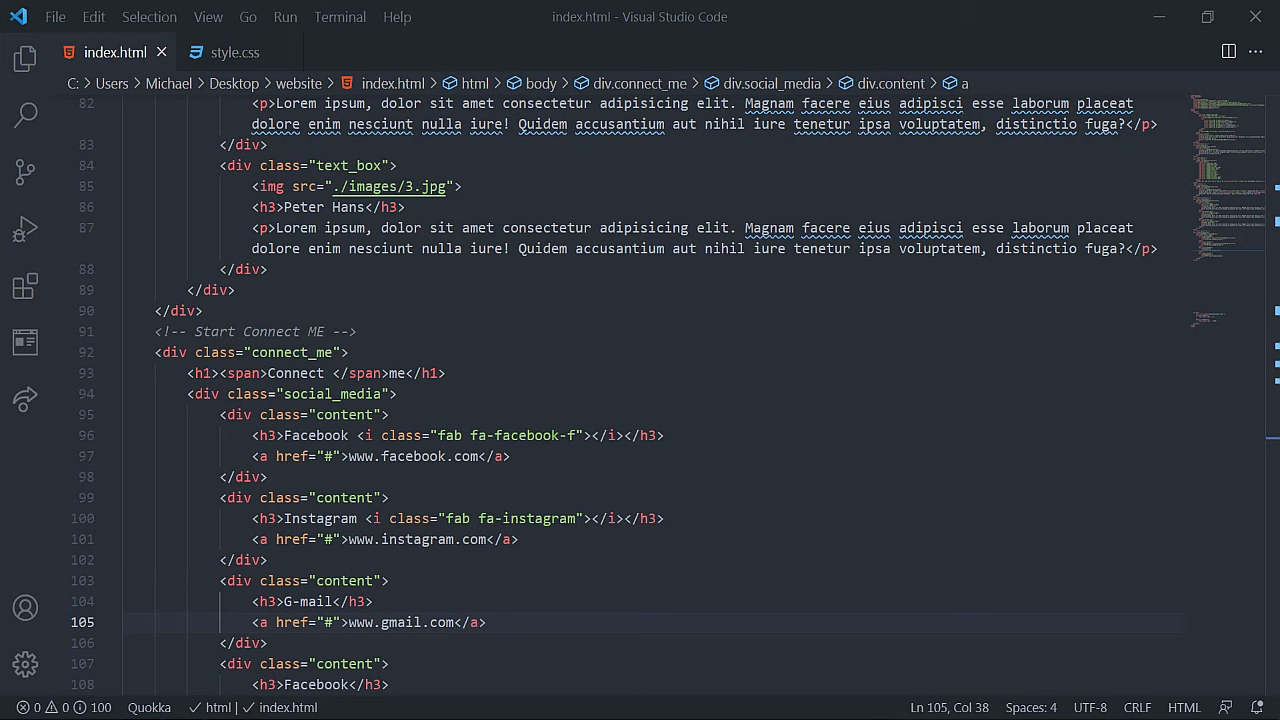 File Edit Selection View Go Run Terminal Help index.html - Visual Studio Code
index.html style.css
C: > Users > Michael > Desktop > website > index.html > html > body > div.connect_me > div.social_media > div.content > a
82 <p>Lorem ipsum, dolor sit amet consectetur adipisicing elit. Magnam facere eius adipisci esse laborum placeat
dolore enim nesciunt nulla iure! Quidem accusantium aut nihil iure tenetur ipsa voluptatem, distinctio fuga?</p>
83 </div>
84 <div class="text_box">
85 <img src="./images/3.jpg">
86 <h3>Peter Hans</h3>
87 <p>Lorem ipsum, dolor sit amet consectetur adipisicing elit. Magnam facere eius adipisci esse laborum placeat
dolore enim nesciunt nulla iure! Quidem accusantium aut nihil iure tenetur ipsa voluptatem, distinctio fuga?</p>
88 </div>
89 </div>
90 </div>
91 <!-- Start Connect ME -->
92 <div class="connect_me">
93 <h1><span>Connect </span>me</h1>
94 <div class="social_media">
95 <div class="content">
96 <h3>Facebook <i class="fab fa-facebook-f"></i></h3>
97 <a href="#">www.facebook.com</a>
98 </div>
99 <div class="content">
100 <h3>Instagram <i class="fab fa-instagram"></i></h3>
101 <a href="#">www.instagram.com</a>
102 </div>
103 <div class="content">
104 <h3>G-mail</h3>
105 <a href="#">www.gmail.com</a>
106 </div>
107 <div class="content">
108 <h3>Facebook</h3>
0 0 100 Quokka html | index.html Ln 105, Col 38 Spaces: 4 UTF-8 CRLF HTML